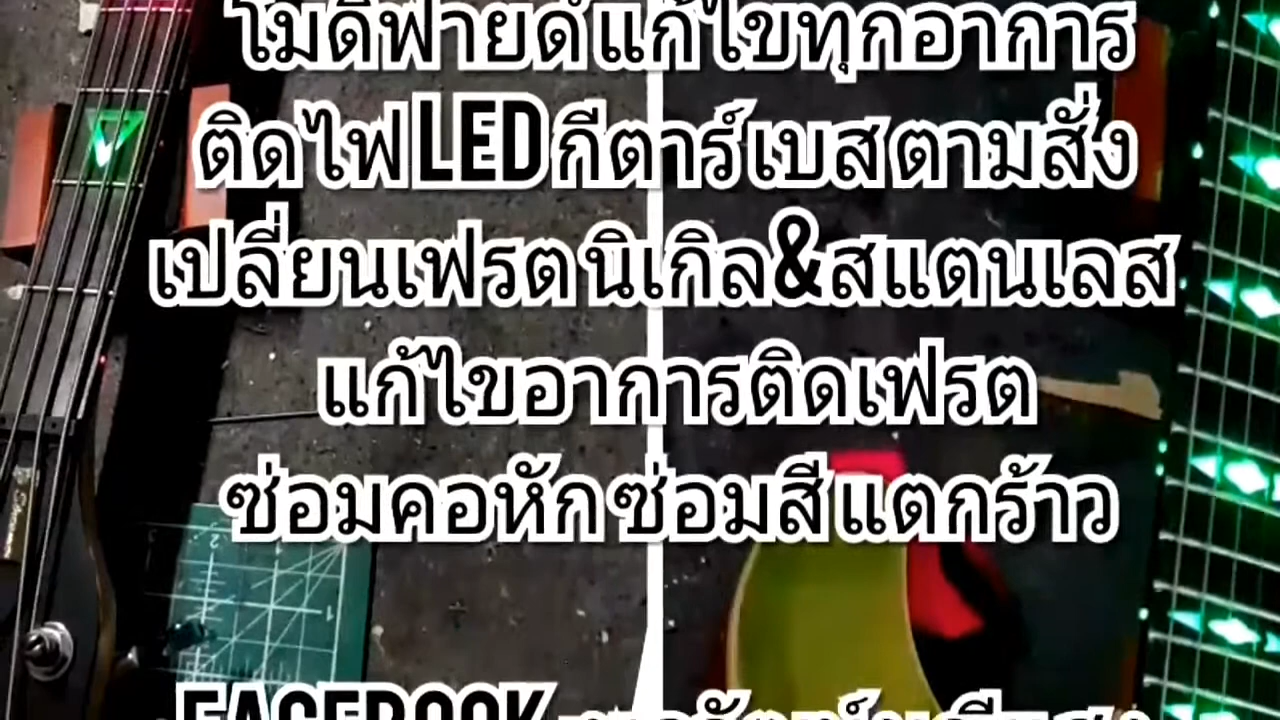 โมดิฟายด์แก้ไขทุกอาการ
ติดไฟLEDกีตาร์เบสตามสั่ง
เปลี่ยนเฟรตนิเกิล&สแตนเลส
แก้ไขอาการติดเฟรต
ซ่อมคอหักซ่อมสีแตกร้าว
FACEBOOK